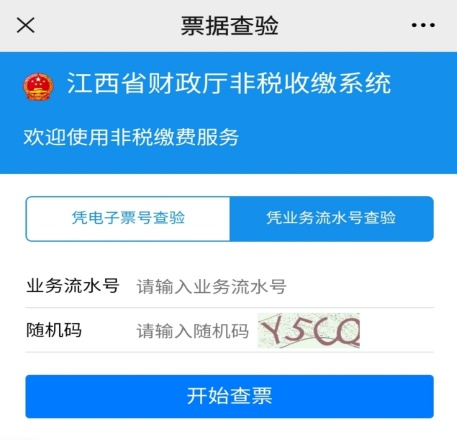 票据查验
江西省财政厅非税收缴系统
欢迎使用非税缴费服务
凭电子票号查验 凭业务流水号查验
业务流水号 请输入业务流水号
随机码 请输入随机码 Y5CQ
开始查票